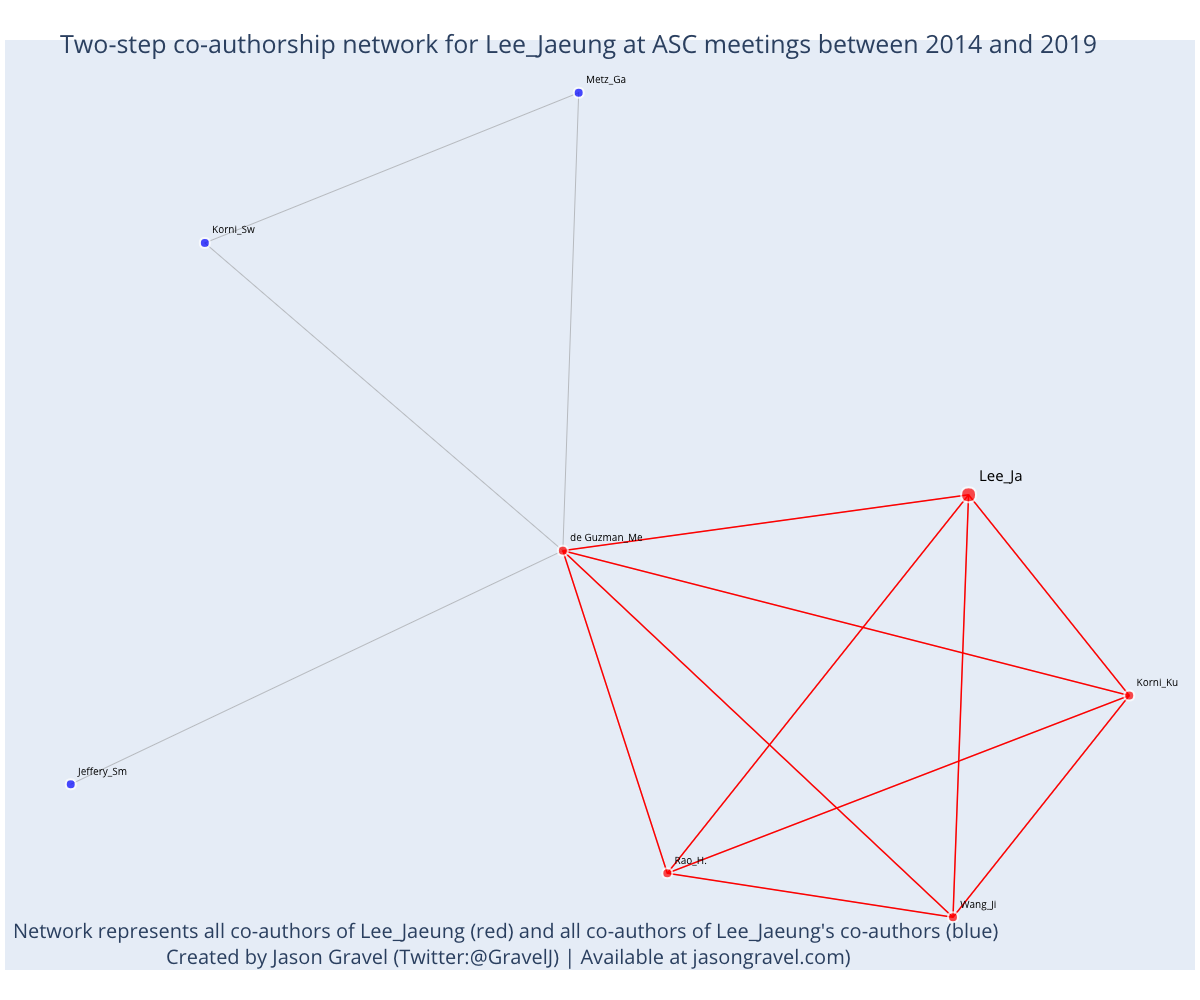 Two-step co-authorship network for Lee_Jaeung at ASC meetings between 2014 and 2019
Metz_Ga
Korni_Sw
Lee_Ja
de Guzman_Me
Korni_Ku
Jeffery_Sm
Rao_H.
Wang_Ji
Network represents all co-authors of Lee_Jaeung (red) and all co-authors of Lee_Jaeung's co-authors (blue)
Created by Jason Gravel (Twitter:@GravelJ) | Available at jasongravel.com)